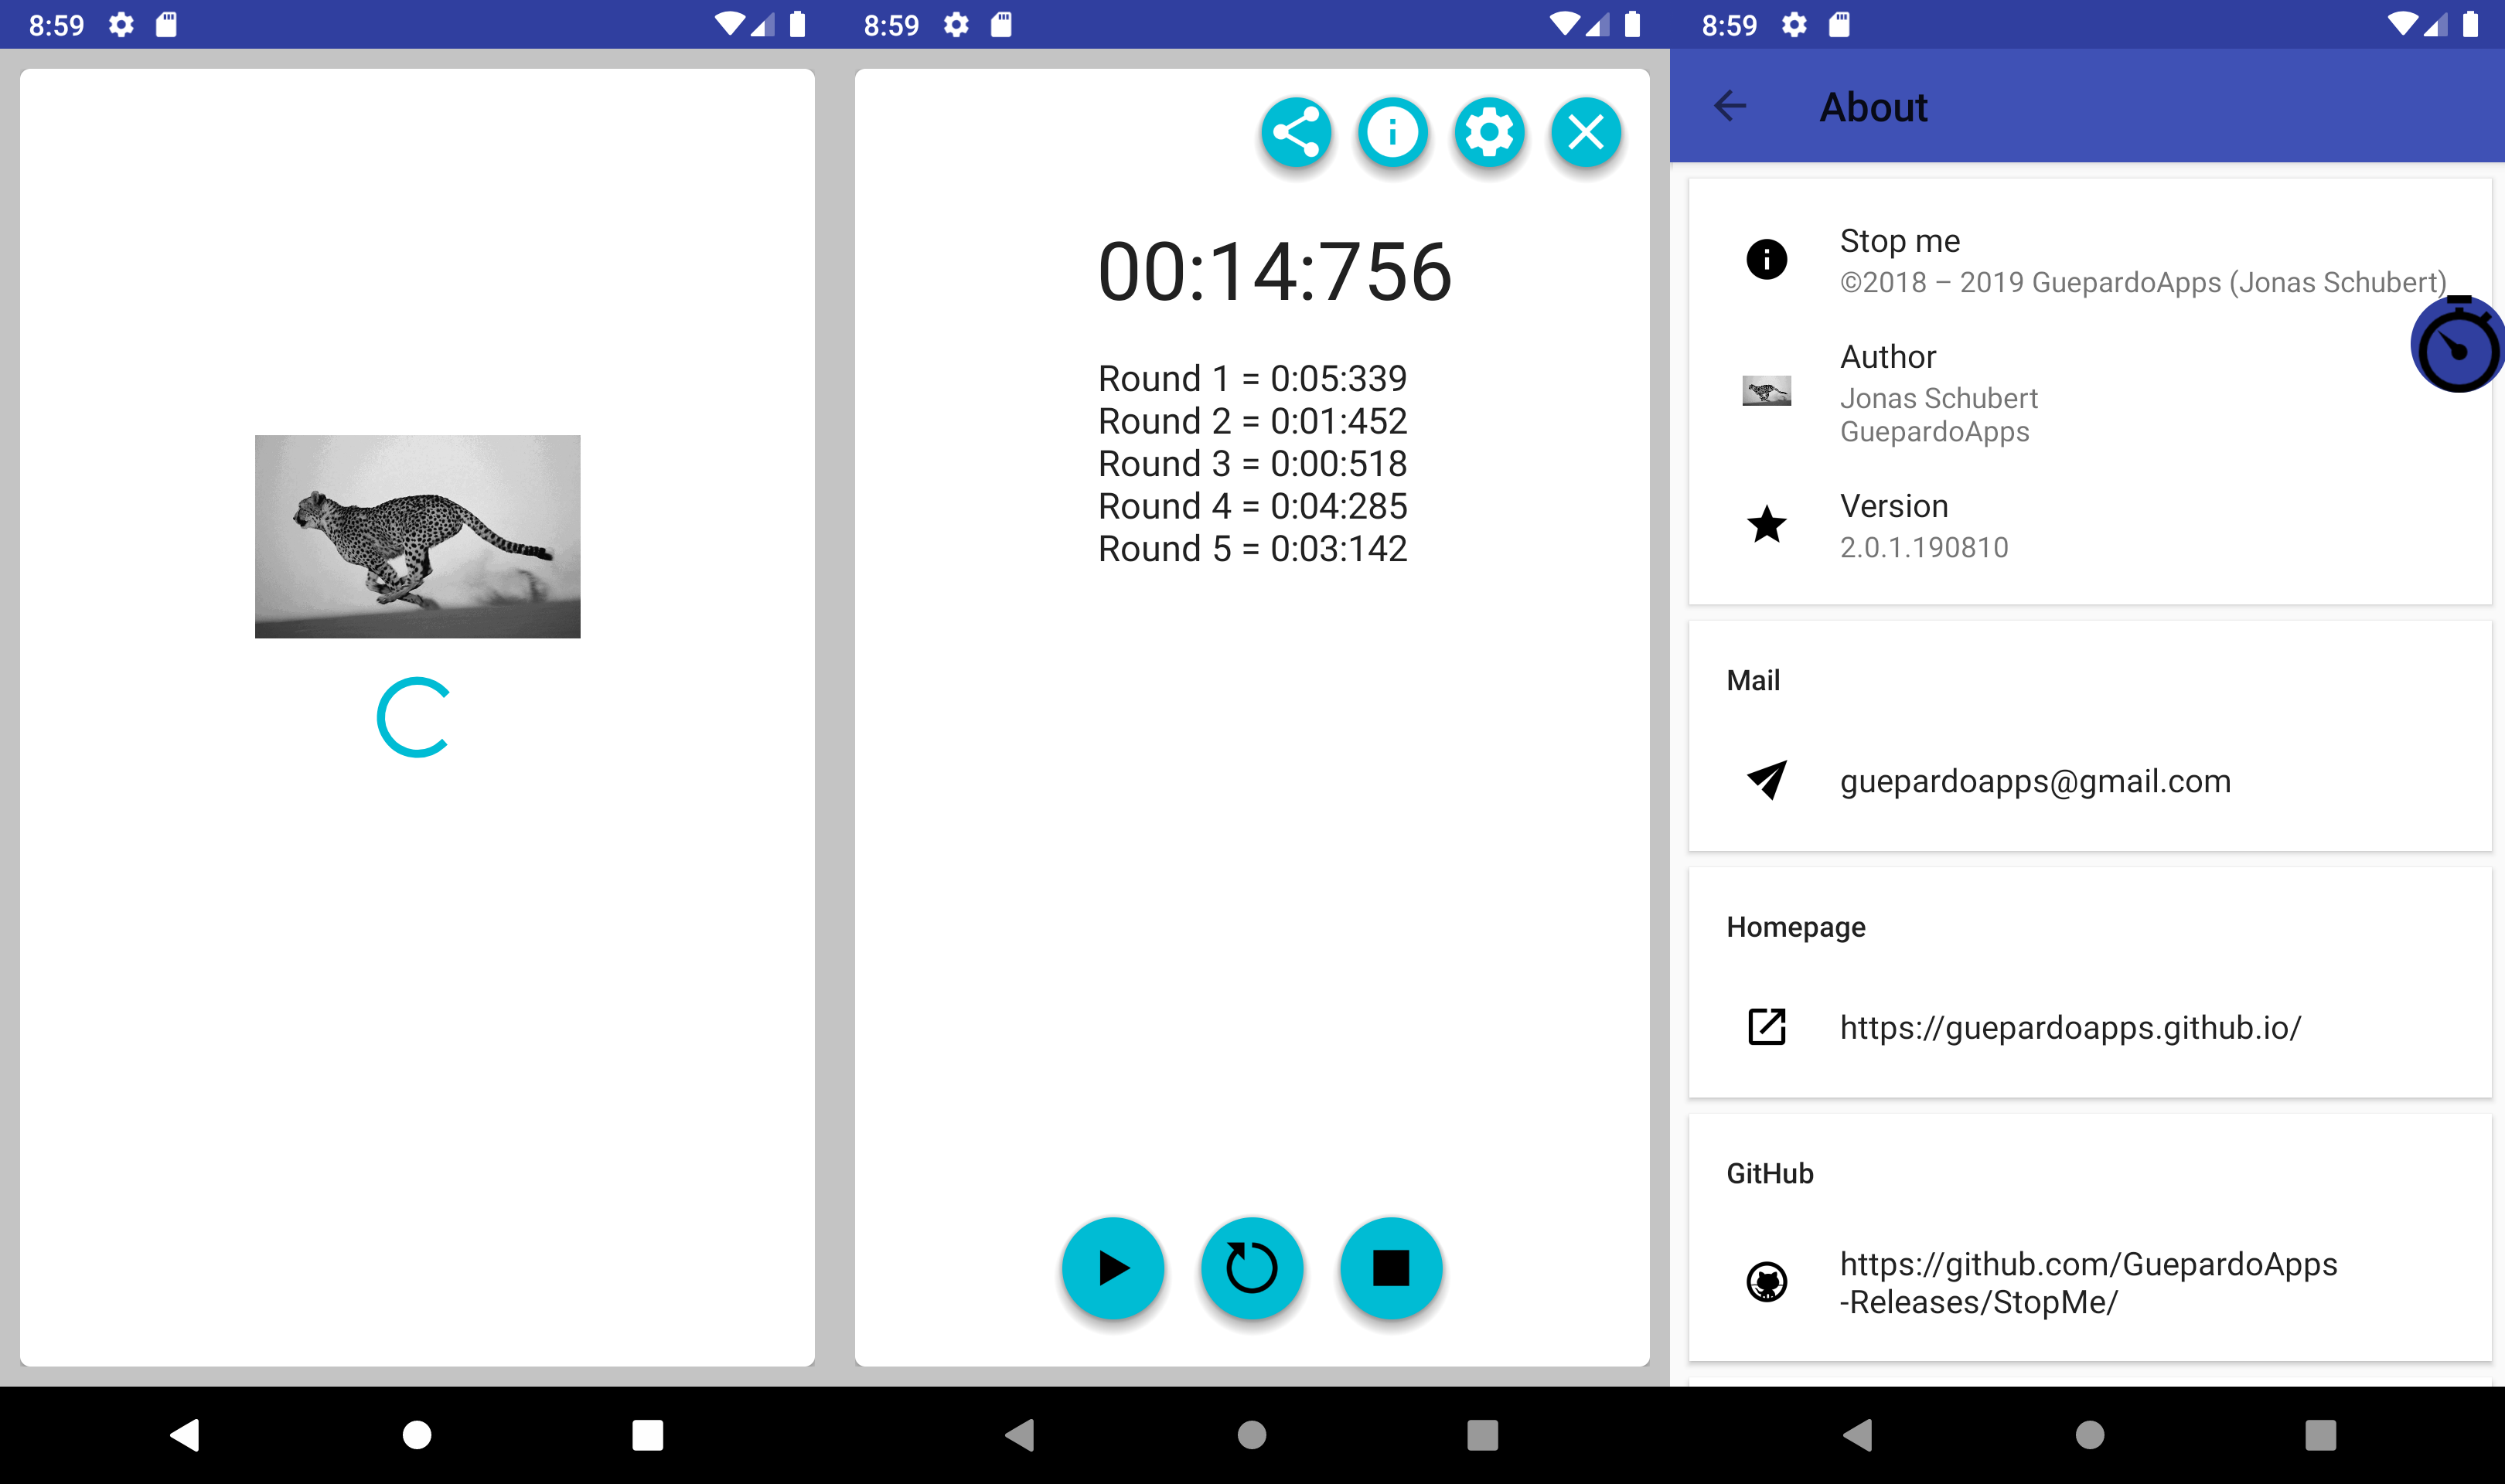 8:59
8:59
00:14:756
Round 1 = 0:05:339
Round 2 = 0:01:452
Round 3 = 0:00:518
Round 4 = 0:04:285
Round 5 = 0:03:142
8:59
About
Stop me
©2018 – 2019 GuepardoApps (Jonas Schubert)
Author
Jonas Schubert
GuepardoApps
Version
2.0.1.190810
Mail
guepardoapps@gmail.com
Homepage
https://guepardoapps.github.io/
GitHub
https://github.com/GuepardoApps
-Releases/StopMe/